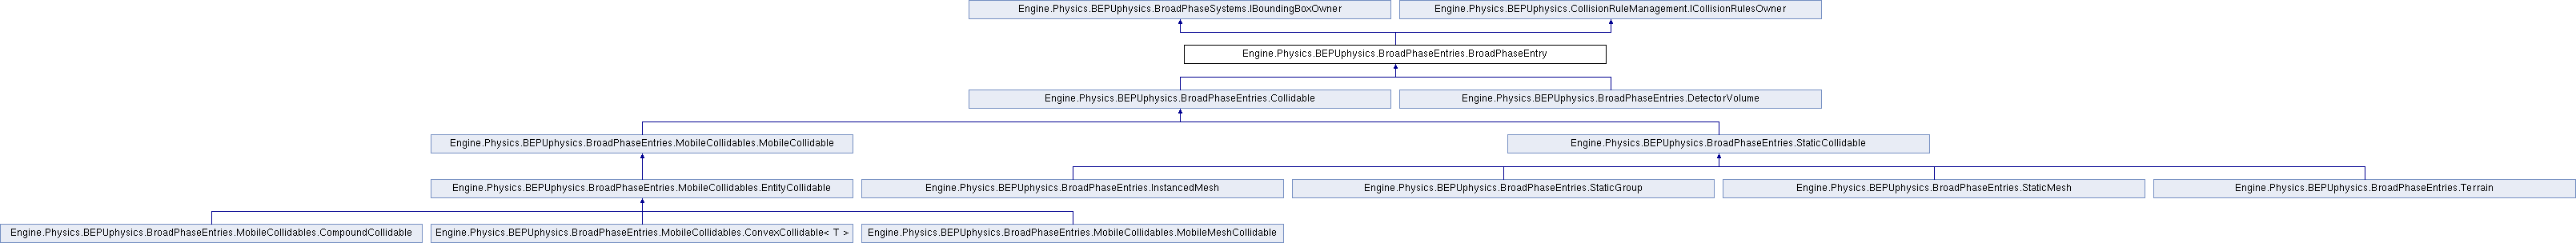 Engine.Physics.BEPUphysics.BroadPhaseSystems.IBoundingBoxOwner
Engine.Physics.BEPUphysics.CollisionRuleManagement.ICollisionRulesOwner
Engine.Physics.BEPUphysics.BroadPhaseEntries.BroadPhaseEntry
Engine.Physics.BEPUphysics.BroadPhaseEntries.Collidable
Engine.Physics.BEPUphysics.BroadPhaseEntries.DetectorVolume
Engine.Physics.BEPUphysics.BroadPhaseEntries.MobileCollidables.MobileCollidable
Engine.Physics.BEPUphysics.BroadPhaseEntries.StaticCollidable
Engine.Physics.BEPUphysics.BroadPhaseEntries.MobileCollidables.EntityCollidable
Engine.Physics.BEPUphysics.BroadPhaseEntries.InstancedMesh
Engine.Physics.BEPUphysics.BroadPhaseEntries.StaticGroup
Engine.Physics.BEPUphysics.BroadPhaseEntries.StaticMesh
Engine.Physics.BEPUphysics.BroadPhaseEntries.Terrain
Engine.Physics.BEPUphysics.BroadPhaseEntries.MobileCollidables.CompoundCollidable
Engine.Physics.BEPUphysics.BroadPhaseEntries.MobileCollidables.ConvexCollidable< T >
Engine.Physics.BEPUphysics.BroadPhaseEntries.MobileCollidables.MobileMeshCollidable